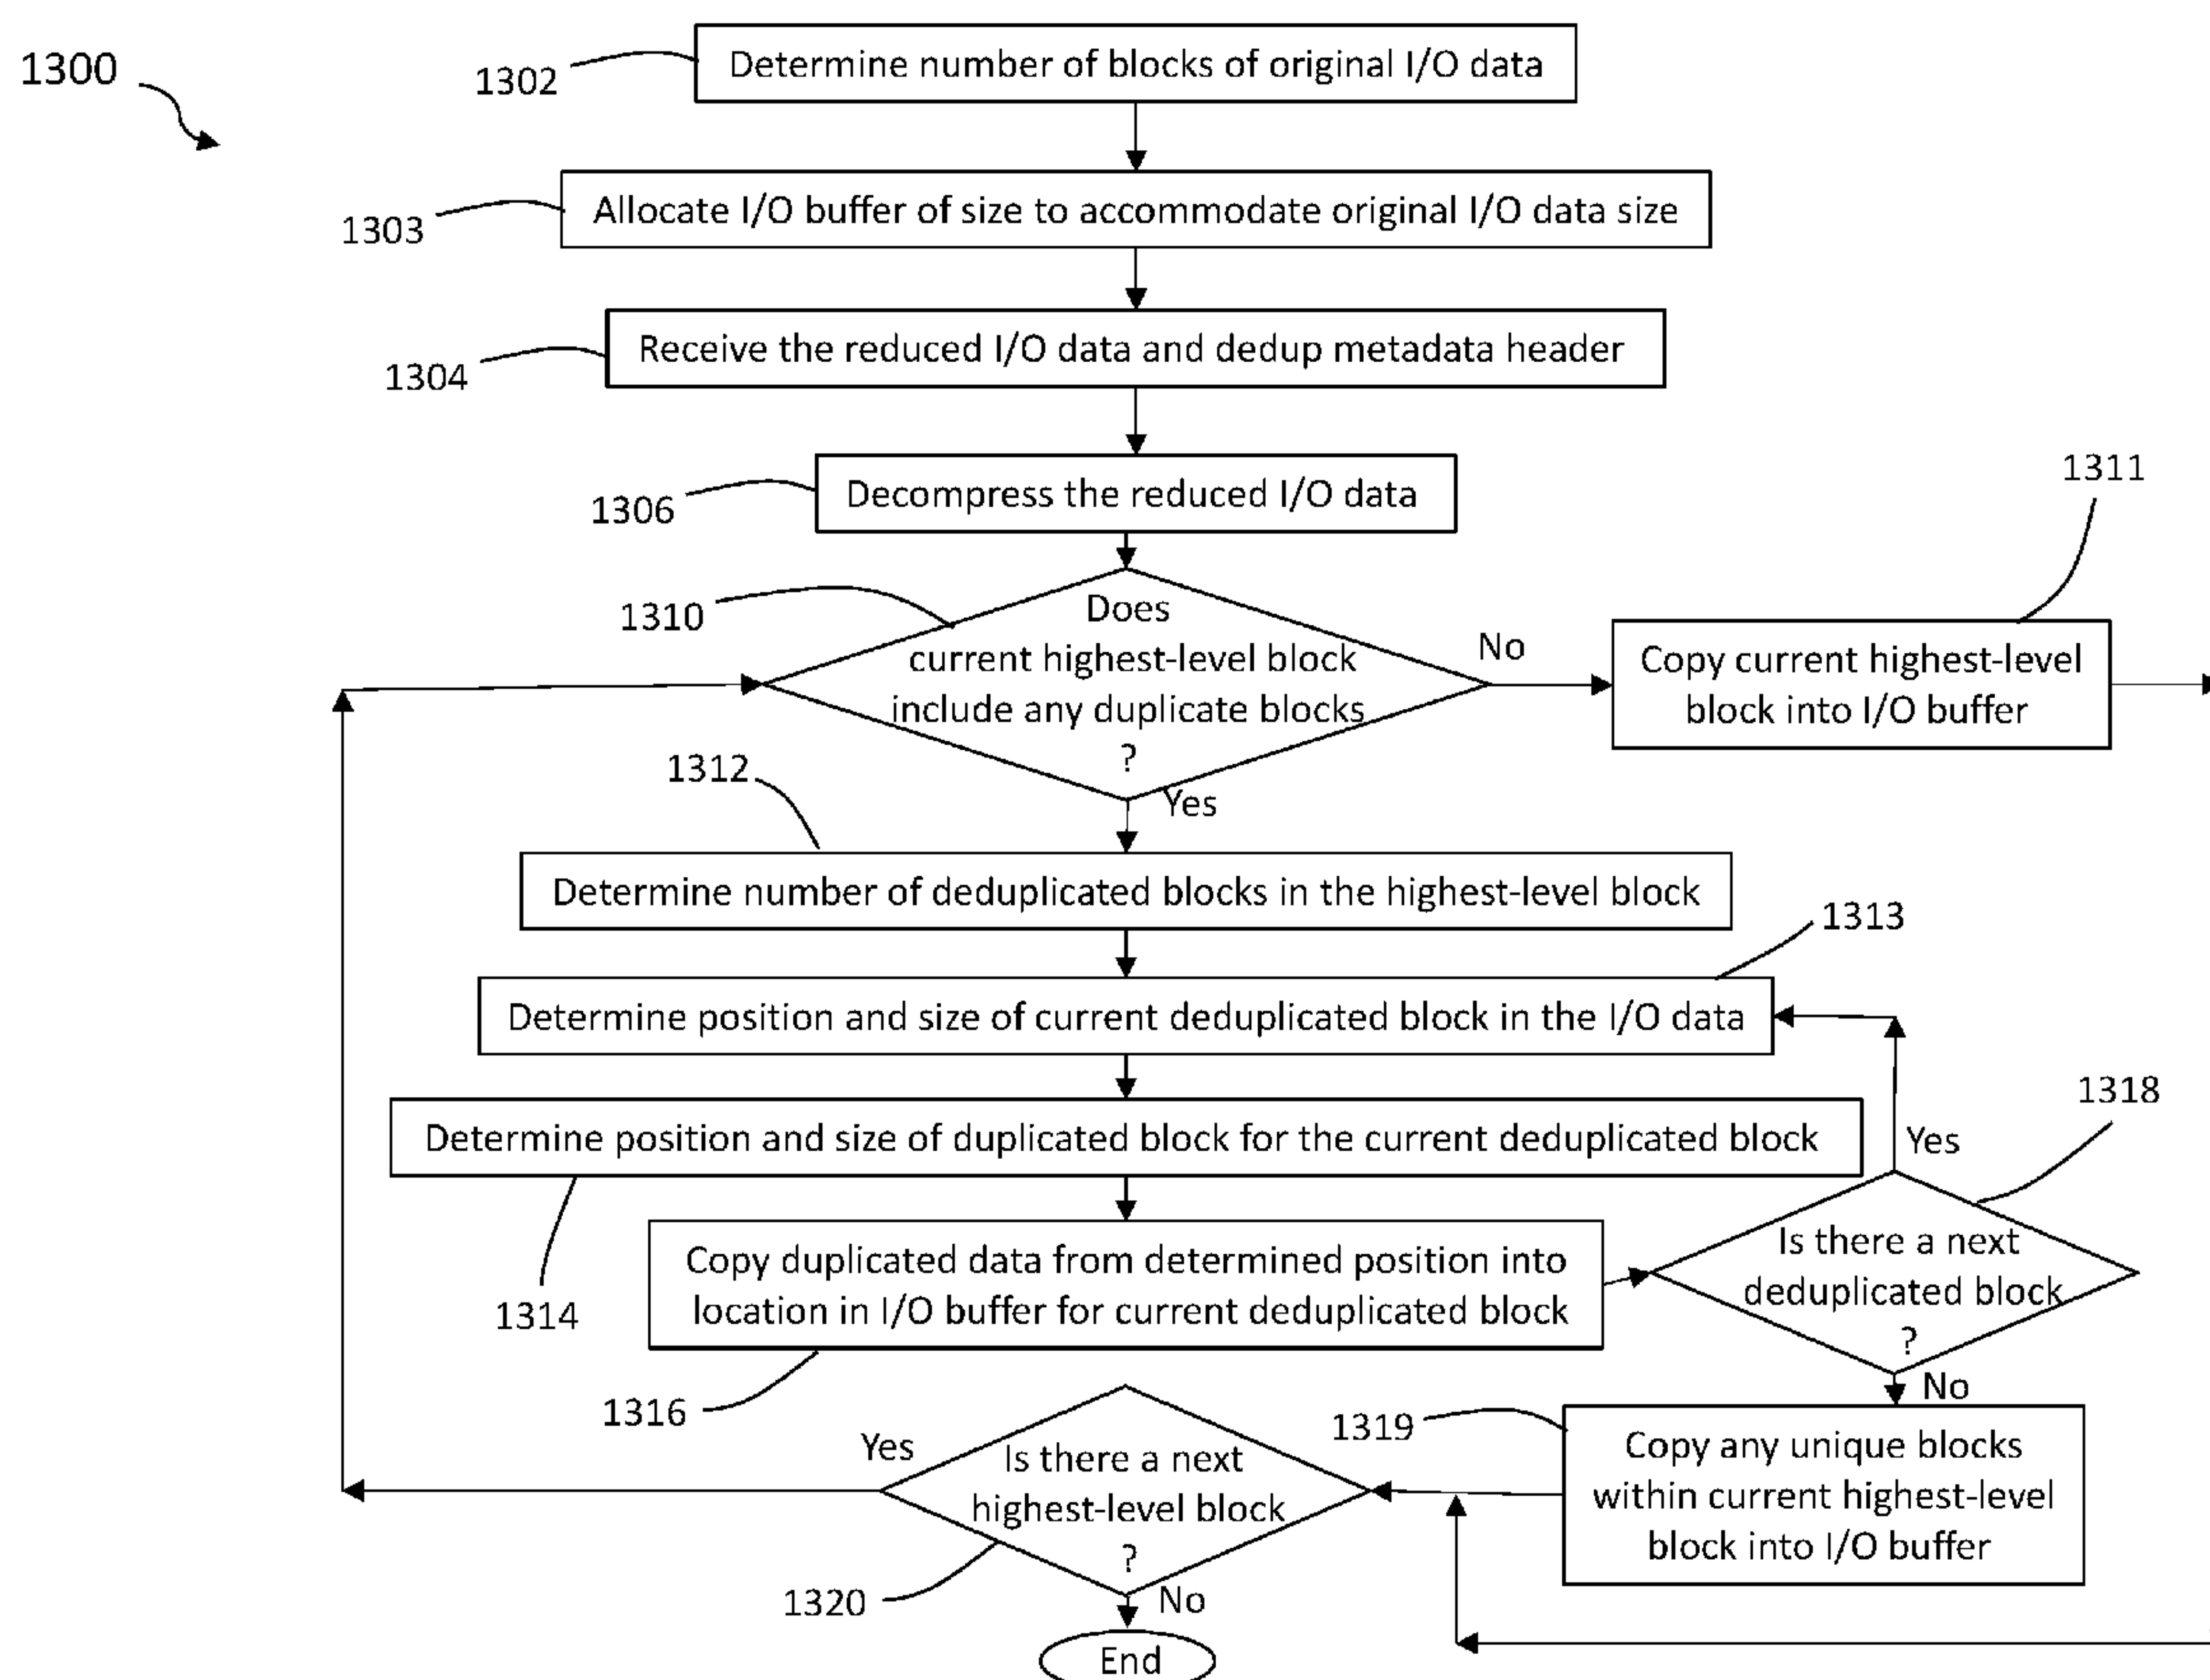 1300
1302
Determine number of blocks of original I/O data
1303
Allocate I/O buffer of size to accommodate original I/O data size
1304
Receive the reduced I/O data and dedup metadata header
1306
Decompress the reduced I/O data
1310
Does
current highest-level block
include any duplicate blocks
?
No
1311
Copy current highest-level
block into I/O buffer
Yes
1312
Determine number of deduplicated blocks in the highest-level block
1313
Determine position and size of current deduplicated block in the I/O data
Determine position and size of duplicated block for the current deduplicated block
1314
Copy duplicated data from determined position into
location in I/O buffer for current deduplicated block
1316
1318
Yes
Is there a next
deduplicated block
?
No
1319
Copy any unique blocks
within current highest-level
block into I/O buffer
Yes
Is there a next
highest-level block
?
1320
No
End